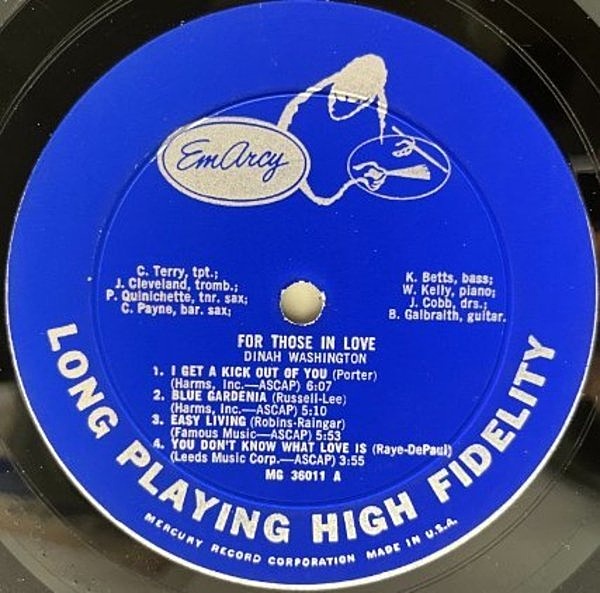 EmArcy
C. Terry, tpt.;
J. Cleveland, tromb.;
P. Quinichette, tnr. sax;
C. Payne, bar. sax;
K. Betts, bass;
W. Kelly, piano;
J. Cobb, drs.;
B. Galbraith, guitar.
FOR THOSE IN LOVE
DINAH WASHINGTON
1. I GET A KICK OUT OF YOU (Porter)
(Harms, Inc.—ASCAP) 6:07
2. BLUE GARDENIA (Russell-Lee)
(Harms, Inc.—ASCAP) 5:10
3. EASY LIVING (Robins-Raingar)
(Famous Music—ASCAP) 5:53
4. YOU DON'T KNOW WHAT LOVE IS (Raye-DePaul)
(Leeds Music Corp.—ASCAP) 3:55
MG 36011 A
LONG PLAYING HIGH FIDELITY
MERCURY RECORD CORPORATION MADE IN U.S.A.